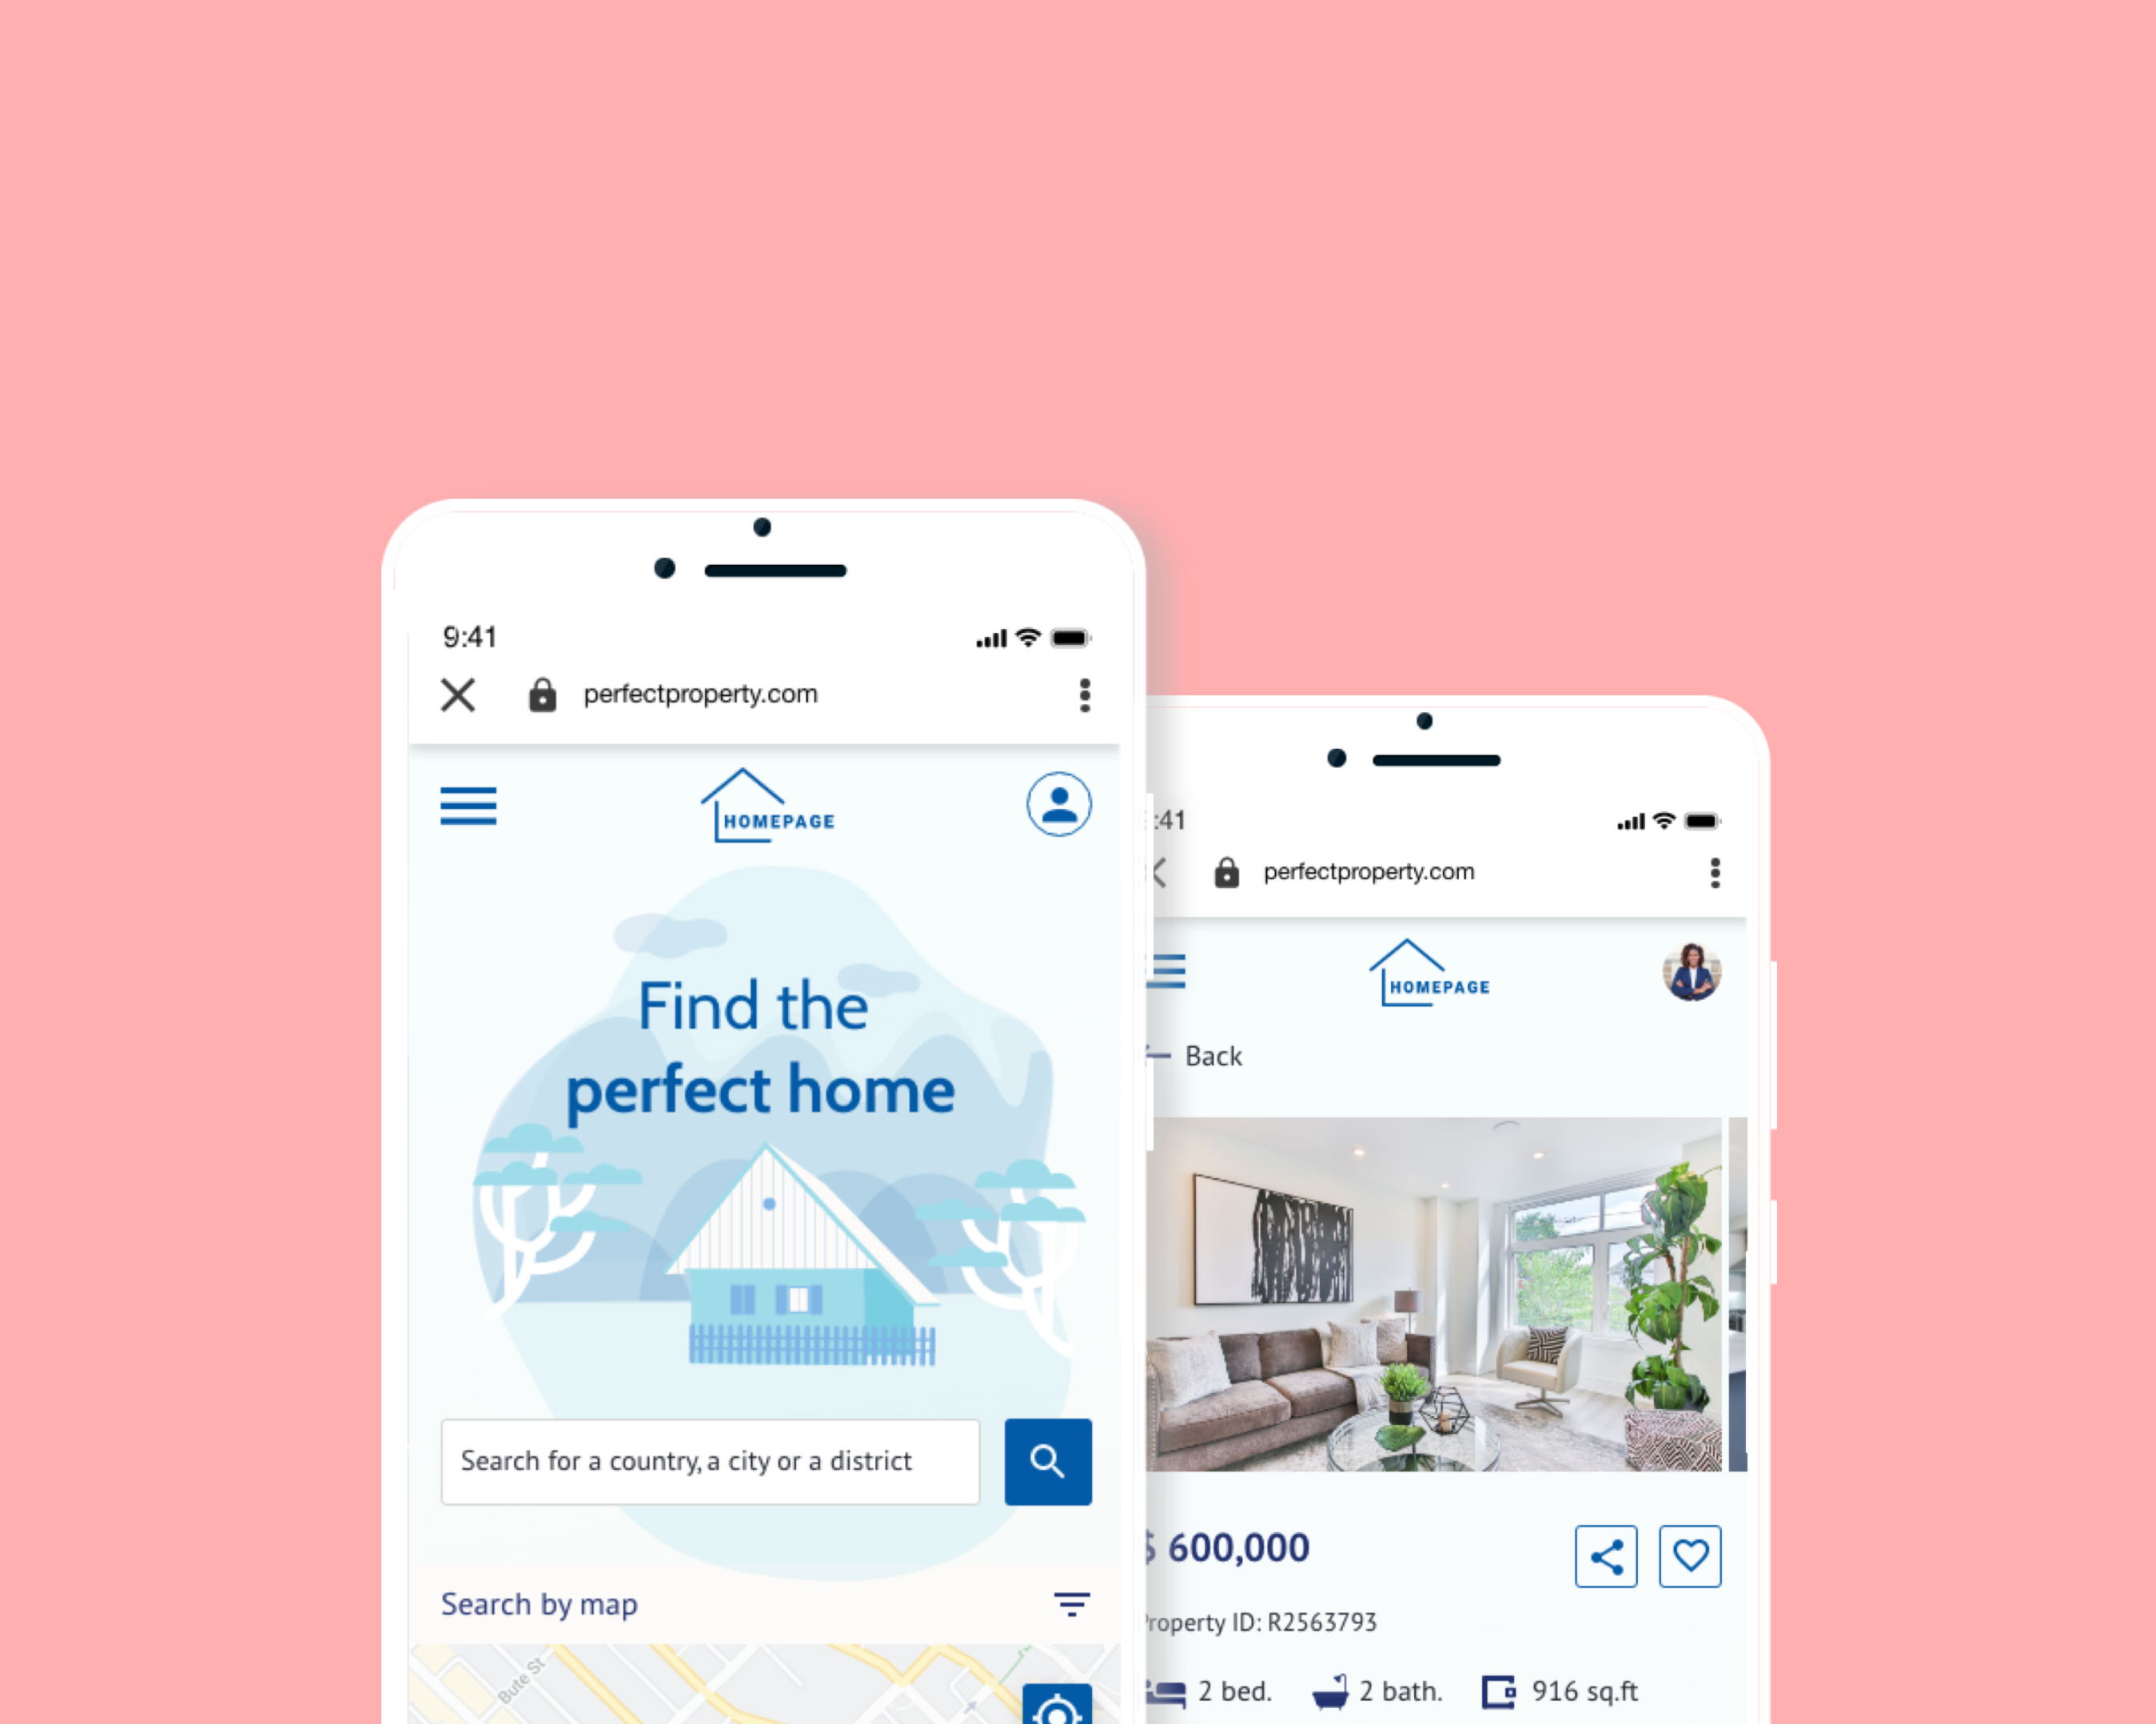 9:41
perfectproperty.com
HOMEPAGE
Find the
perfect home
Search for a country, a city or a district
Search by map
Bute St
:41
perfectproperty.com
HOMEPAGE
Back
$ 600,000
Property ID: R2563793
2 bed. 2 bath. 916 sq.ft